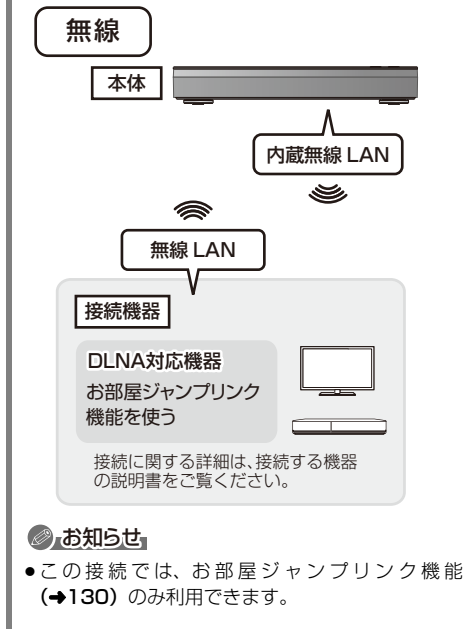 無線
本体
内蔵無線 LAN
無線 LAN
接続機器
DLNA対応機器
お部屋ジャンプリンク
機能を使う
接続に関する詳細は、接続する機器
の説明書をご覧ください。
お知らせ
●この接続では、お部屋ジャンプリンク機能
(➔130) のみ利用できます。